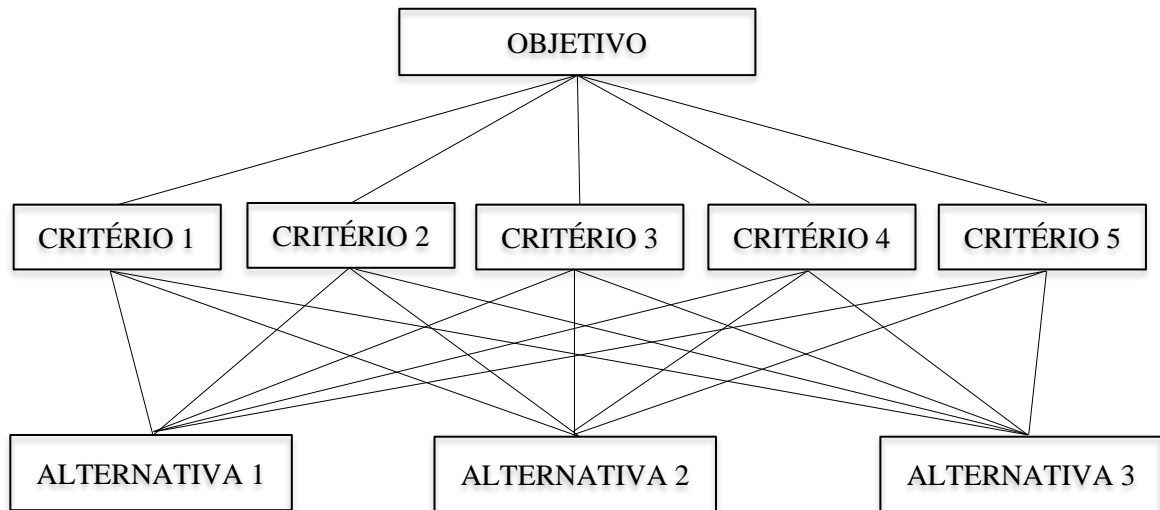 OBJETIVO
CRITÉRIO 1
CRITÉRIO 2
CRITÉRIO 3
CRITÉRIO 4
CRITÉRIO 5
ALTERNATIVA 1
ALTERNATIVA 2
ALTERNATIVA 3